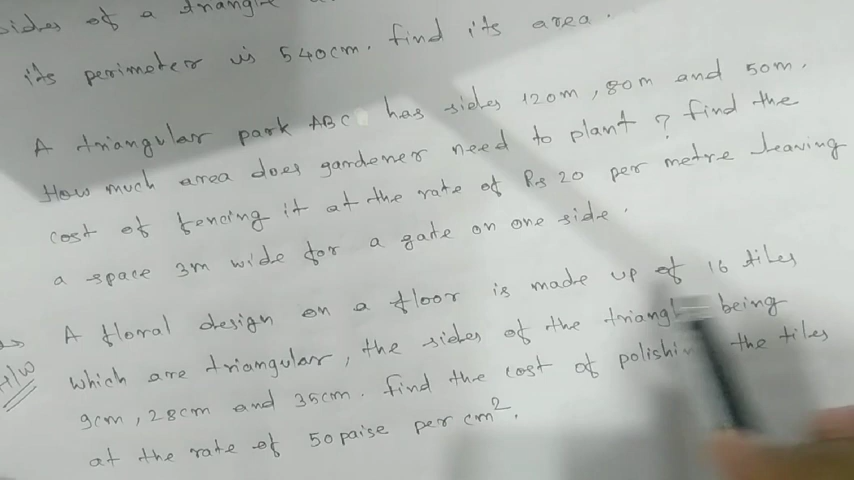 sides of a triangle
its perimeter is 540cm. find its area.
A triangular park ABC has sides 120m, 80m and 50m.
How much area does gardener need to plant? find the
cost of fencing it at the rate of Rs 20 per metre leaving
a space 3m wide for a gate on one side.
A floral design on a floor is made up of 16 tiles
which are triangular, the sides of the triangle being
H/W
9cm, 28cm and 35cm. find the cost of polishin the tiles
at the rate of 50 paise per cm².